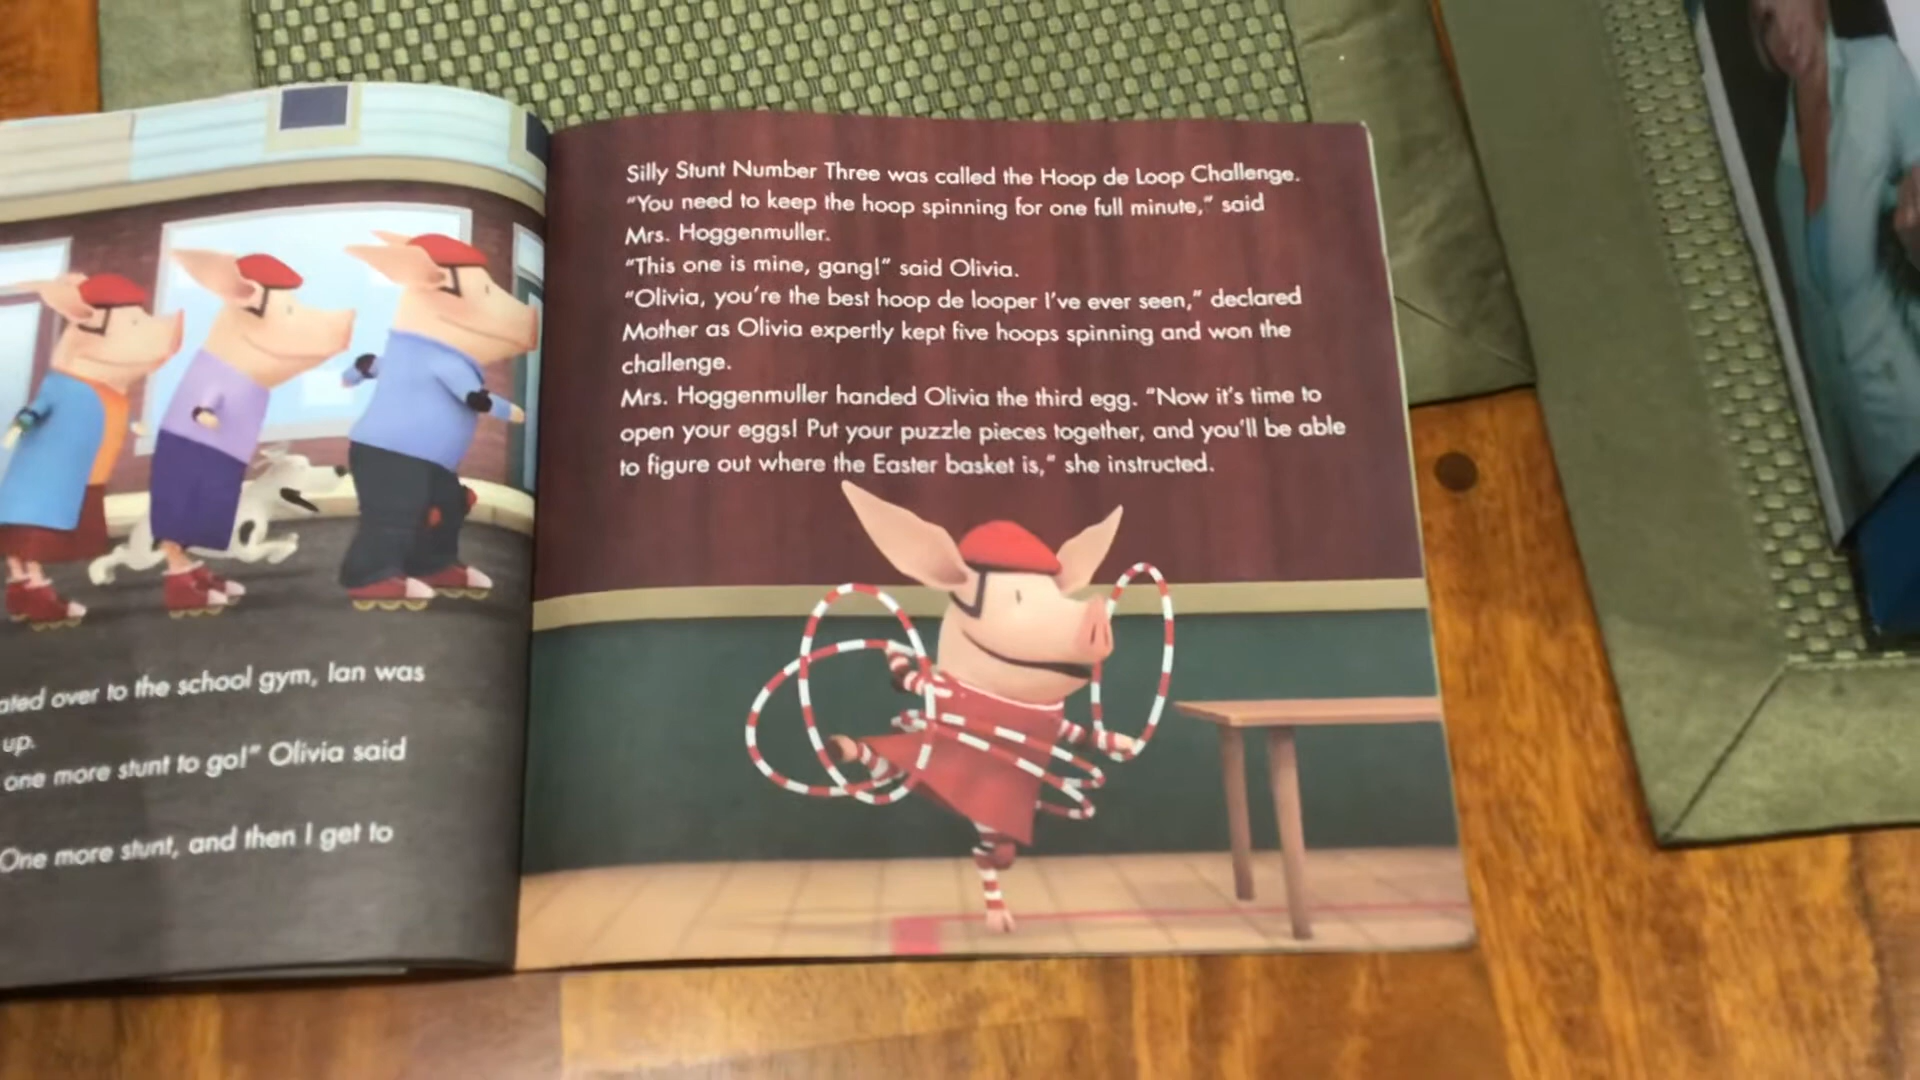 over to the school gym, Ian was
up.
one more stunt to go!" Olivia said
One more stunt, and then I get to
Silly Stunt Number Three was called the Hoop de Loop Challenge.
"You need to keep the hoop spinning for one full minute," said
Mrs. Hoggenmuller.
"This one is mine, gang!" said Olivia.
"Olivia, you're the best hoop de looper I've ever seen," declared
Mother as Olivia expertly kept five hoops spinning and won the
challenge.
Mrs. Hoggenmuller handed Olivia the third egg. "Now it's time to
open your eggs! Put your puzzle pieces together, and you'll be able
to figure out where the Easter basket is," she instructed.